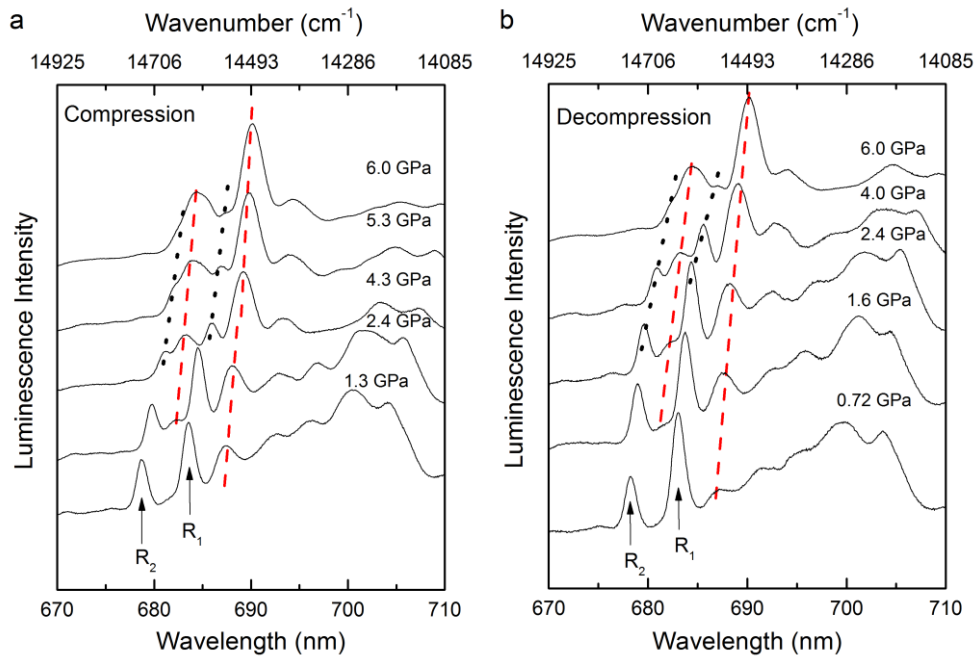 a
Wavenumber (cm⁻¹)
14925 14706 14493 14286 14085
Compression
6.0 GPa
5.3 GPa
4.3 GPa
2.4 GPa
1.3 GPa
R₂
R₁
Luminescence Intensity
670 680 690 700 710
Wavelength (nm)
b
Wavenumber (cm⁻¹)
14925 14706 14493 14286 14085
Decompression
6.0 GPa
4.0 GPa
2.4 GPa
1.6 GPa
0.72 GPa
R₂
R₁
Luminescence Intensity
670 680 690 700 710
Wavelength (nm)